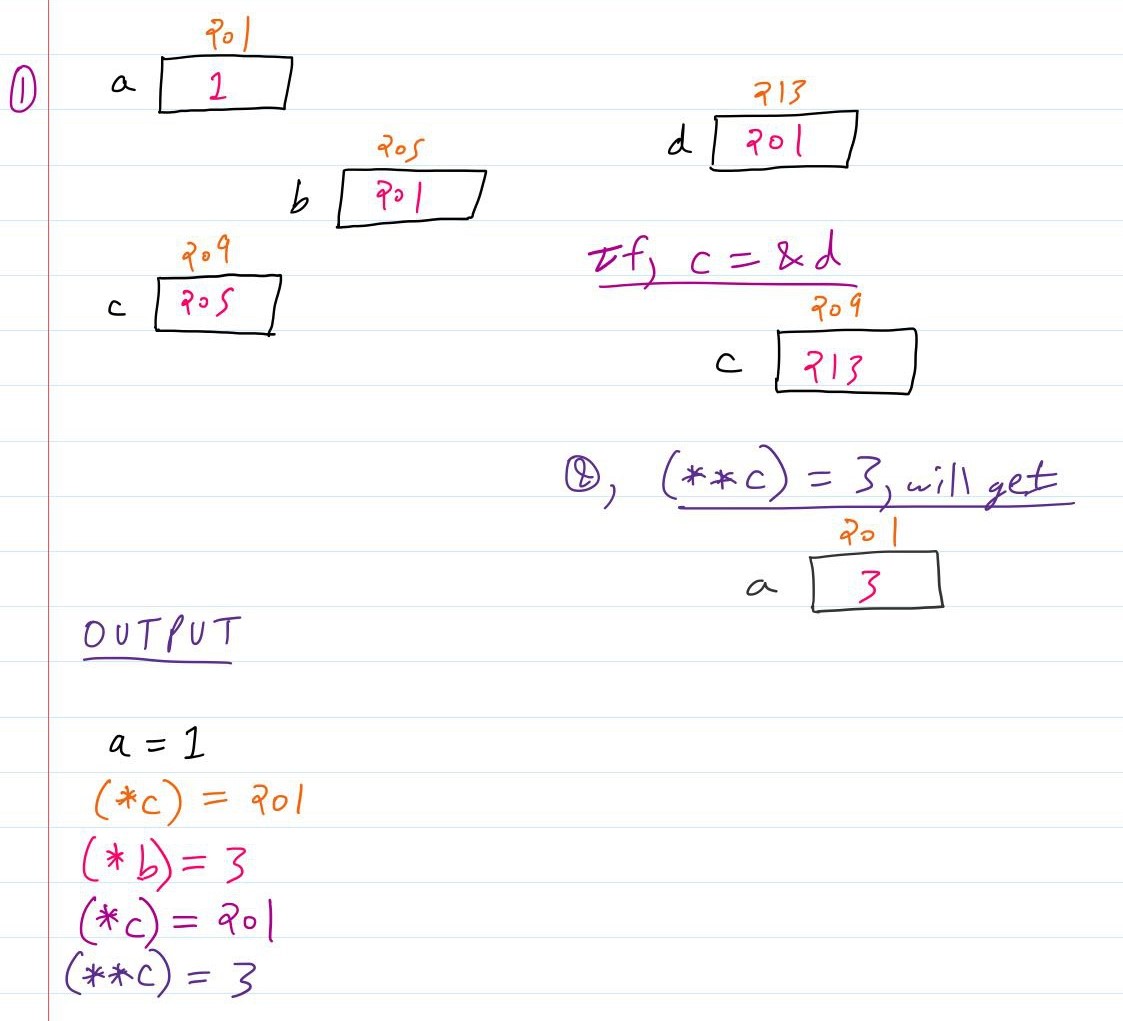 201
① a 1
213
d 201
205
b 201
209
c 205
If, c = & d
209
c 213
&, (**c) = 3, will get
201
a 3
OUTPUT
a = 1
(*c) = 201
(*b) = 3
(*c) = 201
(**c) = 3